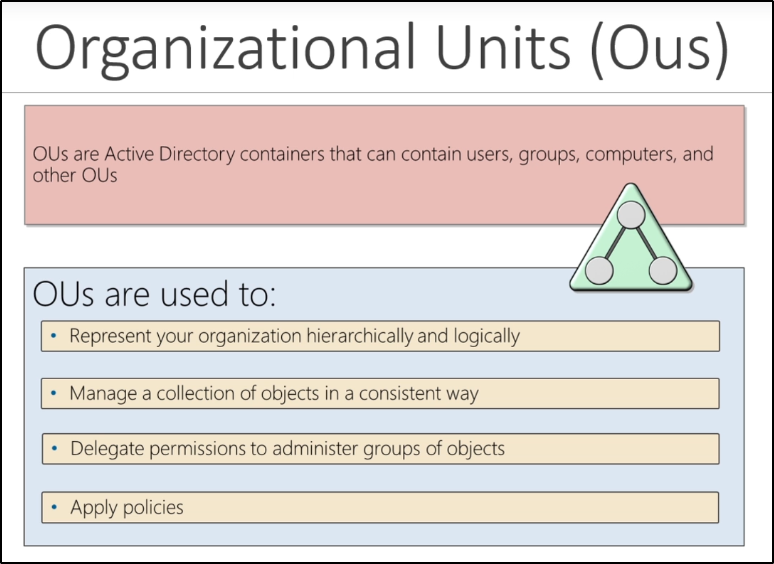 Organizational Units (Ous)
OUs are Active Directory containers that can contain users, groups, computers, and
other OUs
OUs are used to:
• Represent your organization hierarchically and logically
• Manage a collection of objects in a consistent way
• Delegate permissions to administer groups of objects
• Apply policies